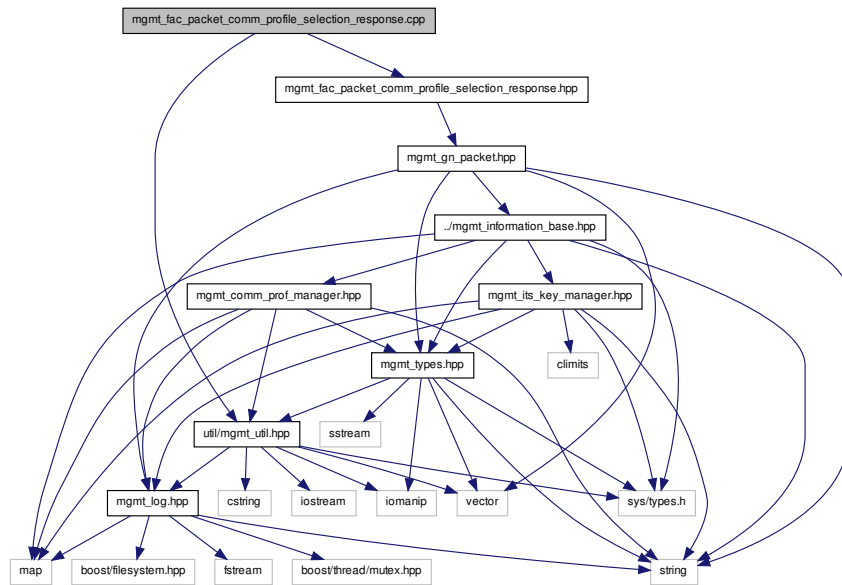 mgmt_fac_packet_comm_profile_selection_response.cpp
mgmt_fac_packet_comm_profile_selection_response.hpp
mgmt_gn_packet.hpp
../mgmt_information_base.hpp
mgmt_comm_prof_manager.hpp
mgmt_its_key_manager.hpp
mgmt_types.hpp
climits
util/mgmt_util.hpp
sstream
mgmt_log.hpp
cstring
iostream
iomanip
vector
sys/types.h
map
boost/filesystem.hpp
fstream
boost/thread/mutex.hpp
string